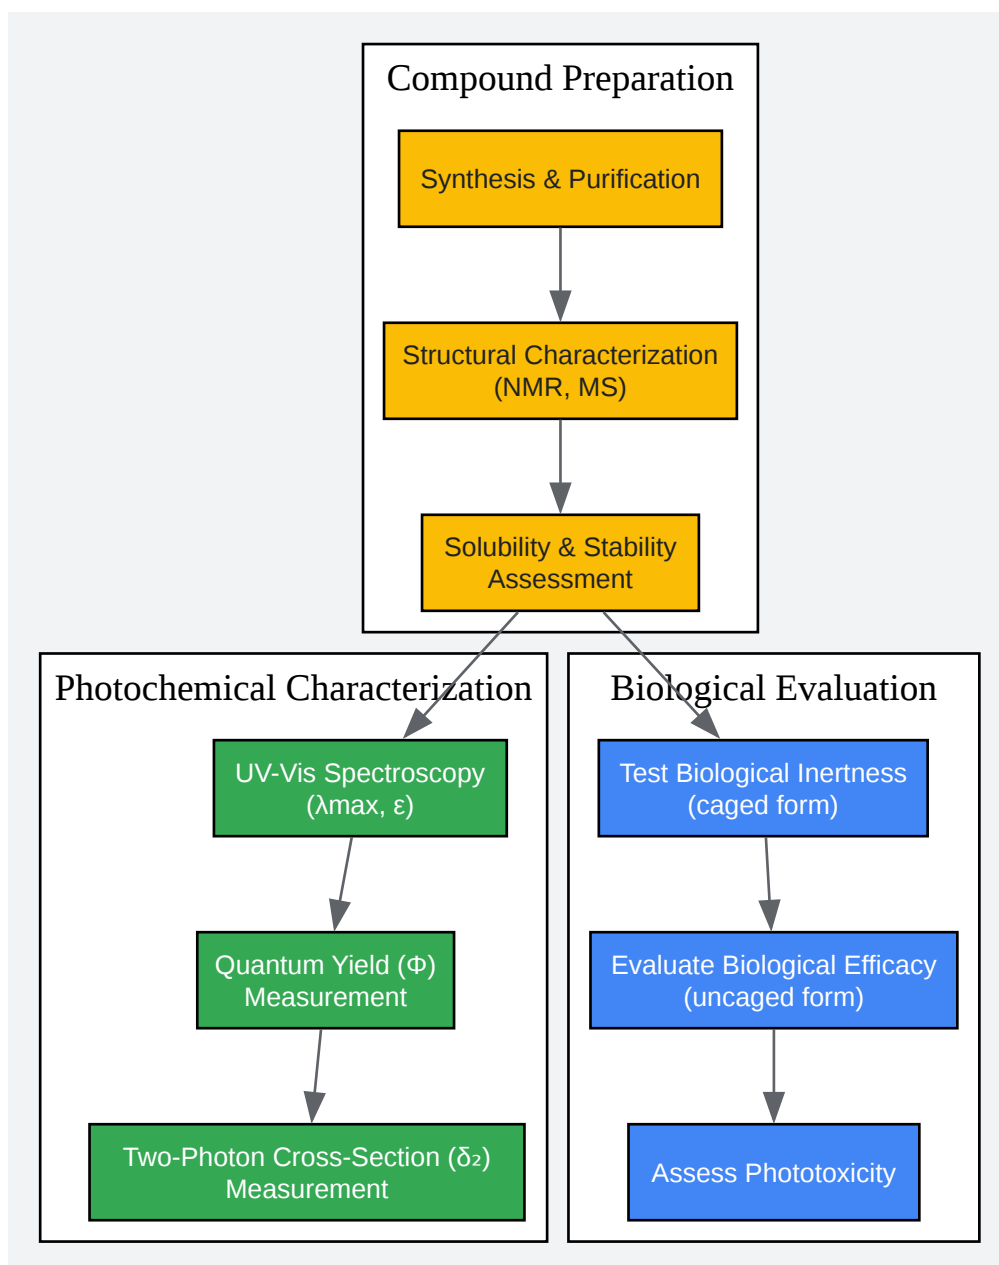 Compound Preparation
Synthesis & Purification
Structural Characterization
(NMR, MS)
Solubility & Stability
Assessment
Photochemical Characterization
UV-Vis Spectroscopy
(λmax, ε)
Quantum Yield (Φ)
Measurement
Two-Photon Cross-Section (δ₂)
Measurement
Biological Evaluation
Test Biological Inertness
(caged form)
Evaluate Biological Efficacy
(uncaged form)
Assess Phototoxicity